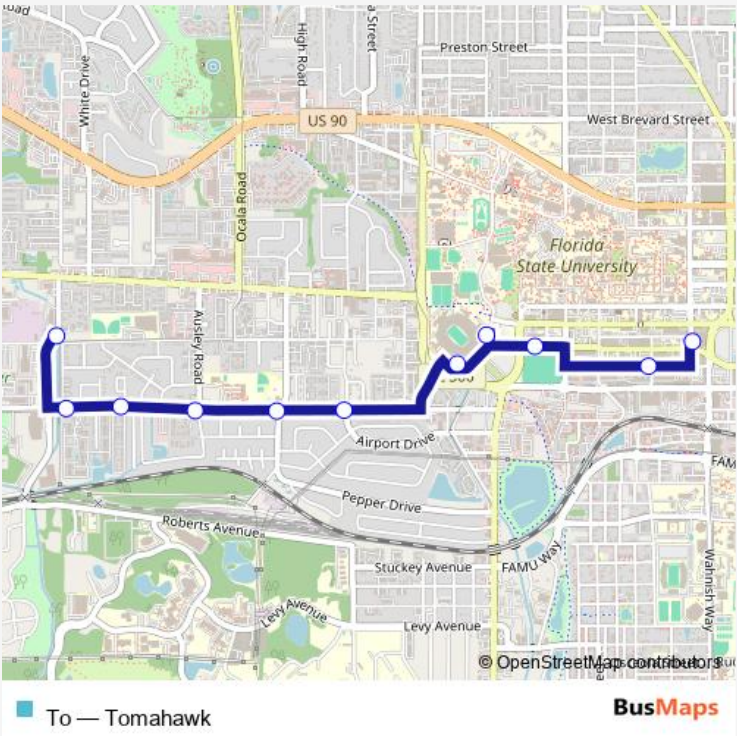 Preston Street
White Drive
High Road
US 90
West Brevard Street
Ocala Road
Florida
State University
Ausley Road
Airport Drive
Pepper Drive
Roberts Avenue
FAMU Way
Stuckey Avenue
Levy Avenue
Levy Avenue
Wahnish Way
© OpenStreetMap contributors
To — Tomahawk
BusMaps